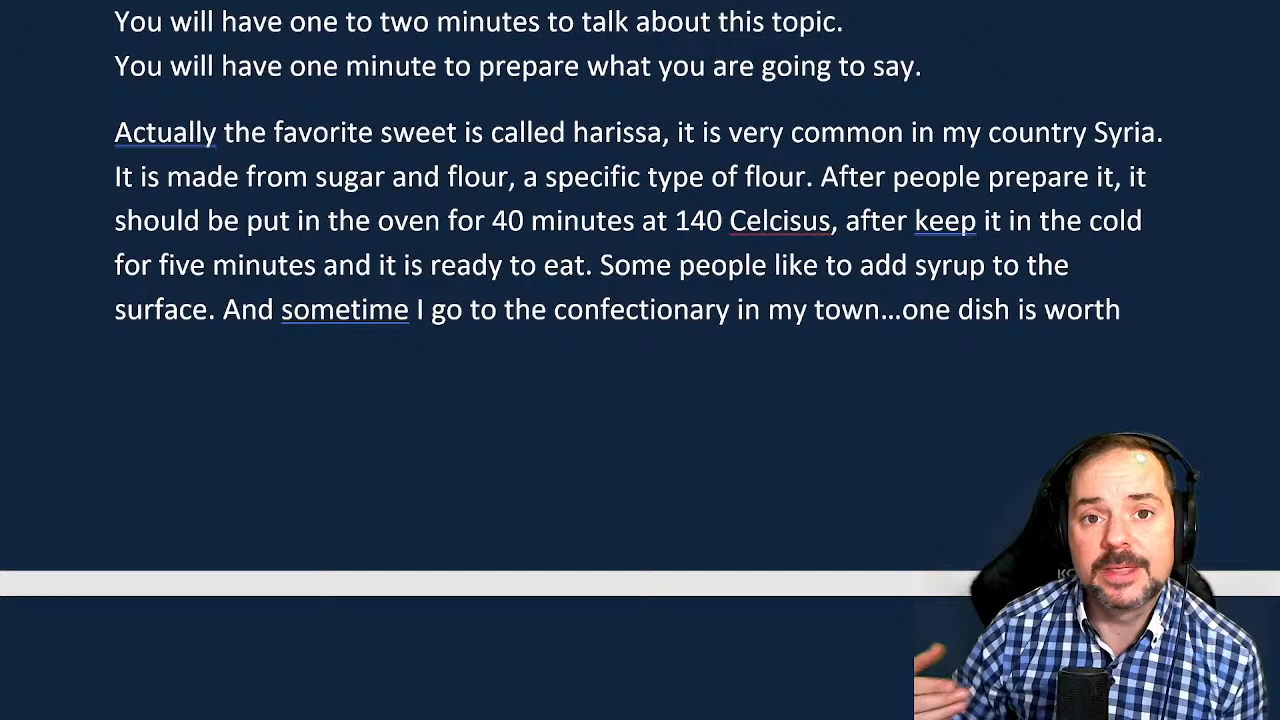 You will have one to two minutes to talk about this topic.
You will have one minute to prepare what you are going to say.
Actually the favorite sweet is called harissa, it is very common in my country Syria.
It is made from sugar and flour, a specific type of flour. After people prepare it, it
should be put in the oven for 40 minutes at 140 Celcisus, after keep it in the cold
for five minutes and it is ready to eat. Some people like to add syrup to the
surface. And sometime I go to the confectionary in my town...one dish is worth